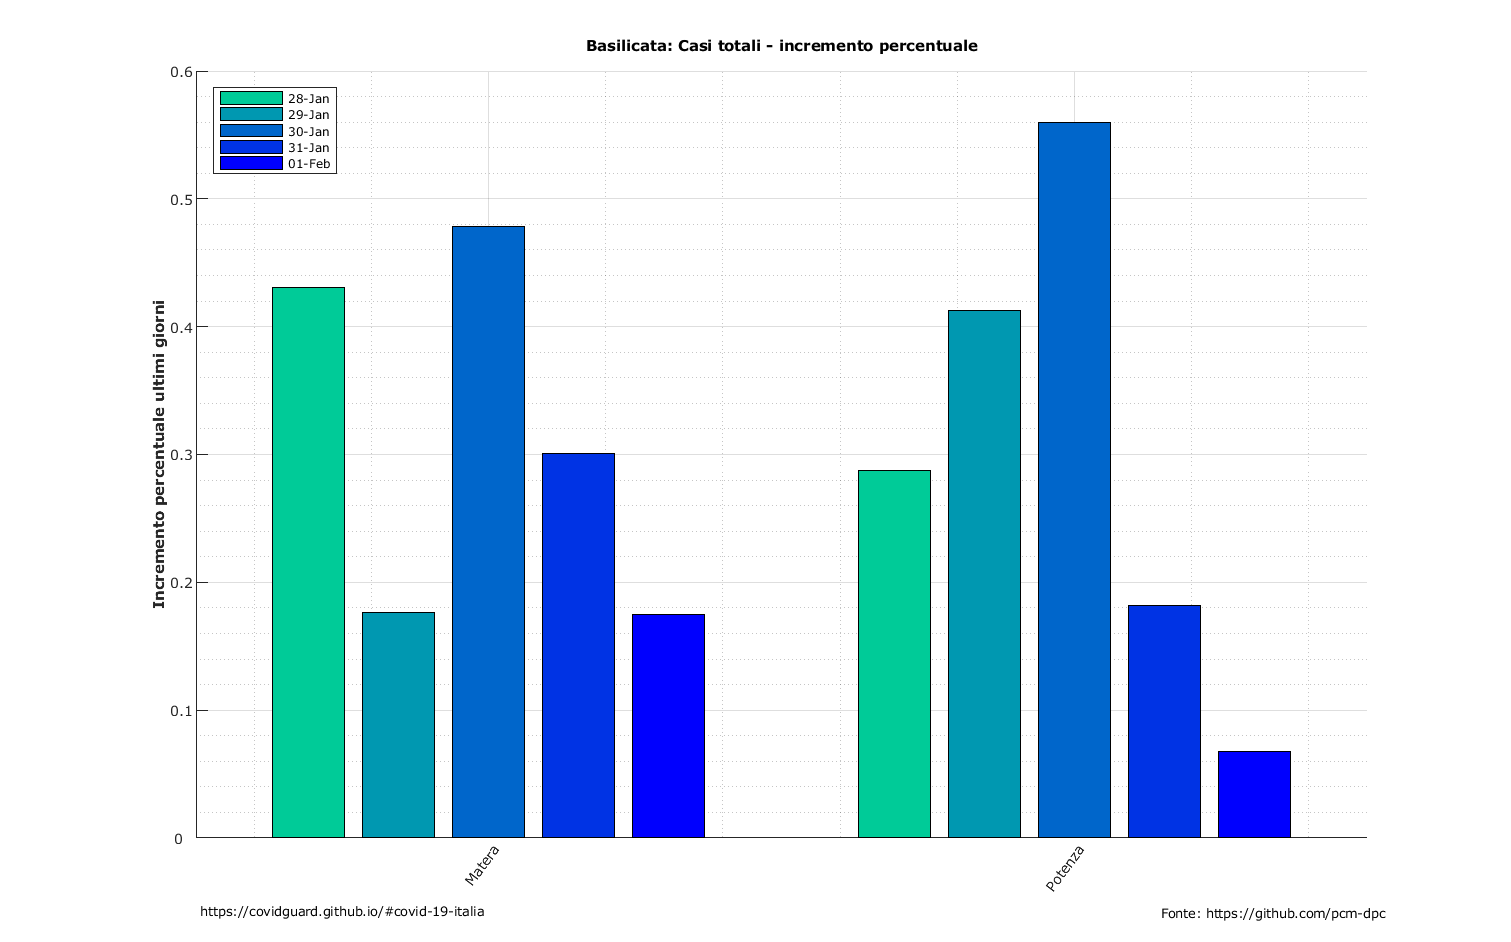 Basilicata: Casi totali - incremento percentuale
0.6
0.5
0.4
0.3
0.2
0.1
0
Incremento percentuale ultimi giorni
28-Jan
29-Jan
30-Jan
31-Jan
01-Feb
Matera
Potenza
https://covidguard.github.io/#covid-19-italia
Fonte: https://github.com/pcm-dpc